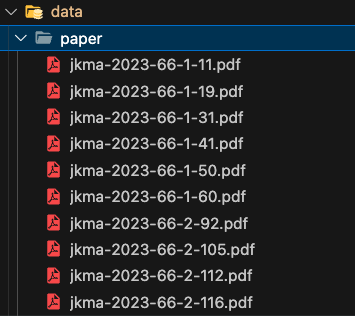 data
paper
jkma-2023-66-1-11.pdf
jkma-2023-66-1-19.pdf
jkma-2023-66-1-31.pdf
jkma-2023-66-1-41.pdf
jkma-2023-66-1-50.pdf
jkma-2023-66-1-60.pdf
jkma-2023-66-2-92.pdf
jkma-2023-66-2-105.pdf
jkma-2023-66-2-112.pdf
jkma-2023-66-2-116.pdf